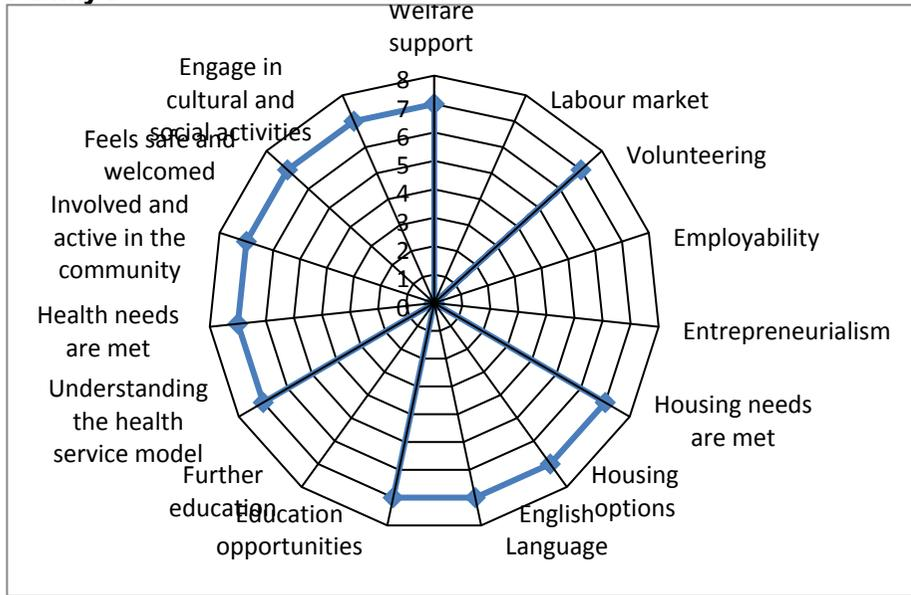 Welfare
support
Engage in
cultural and
social activities
Labour market
Feels safe and
welcomed
Volunteering
Involved and
active in the
community
Employability
Health needs
are met
Entrepreneurialism
Understanding
the health
service model
Housing needs
are met
Further
education
Housing
options
Education
opportunities
English
Language
8
7
6
5
4
3
2
1
0